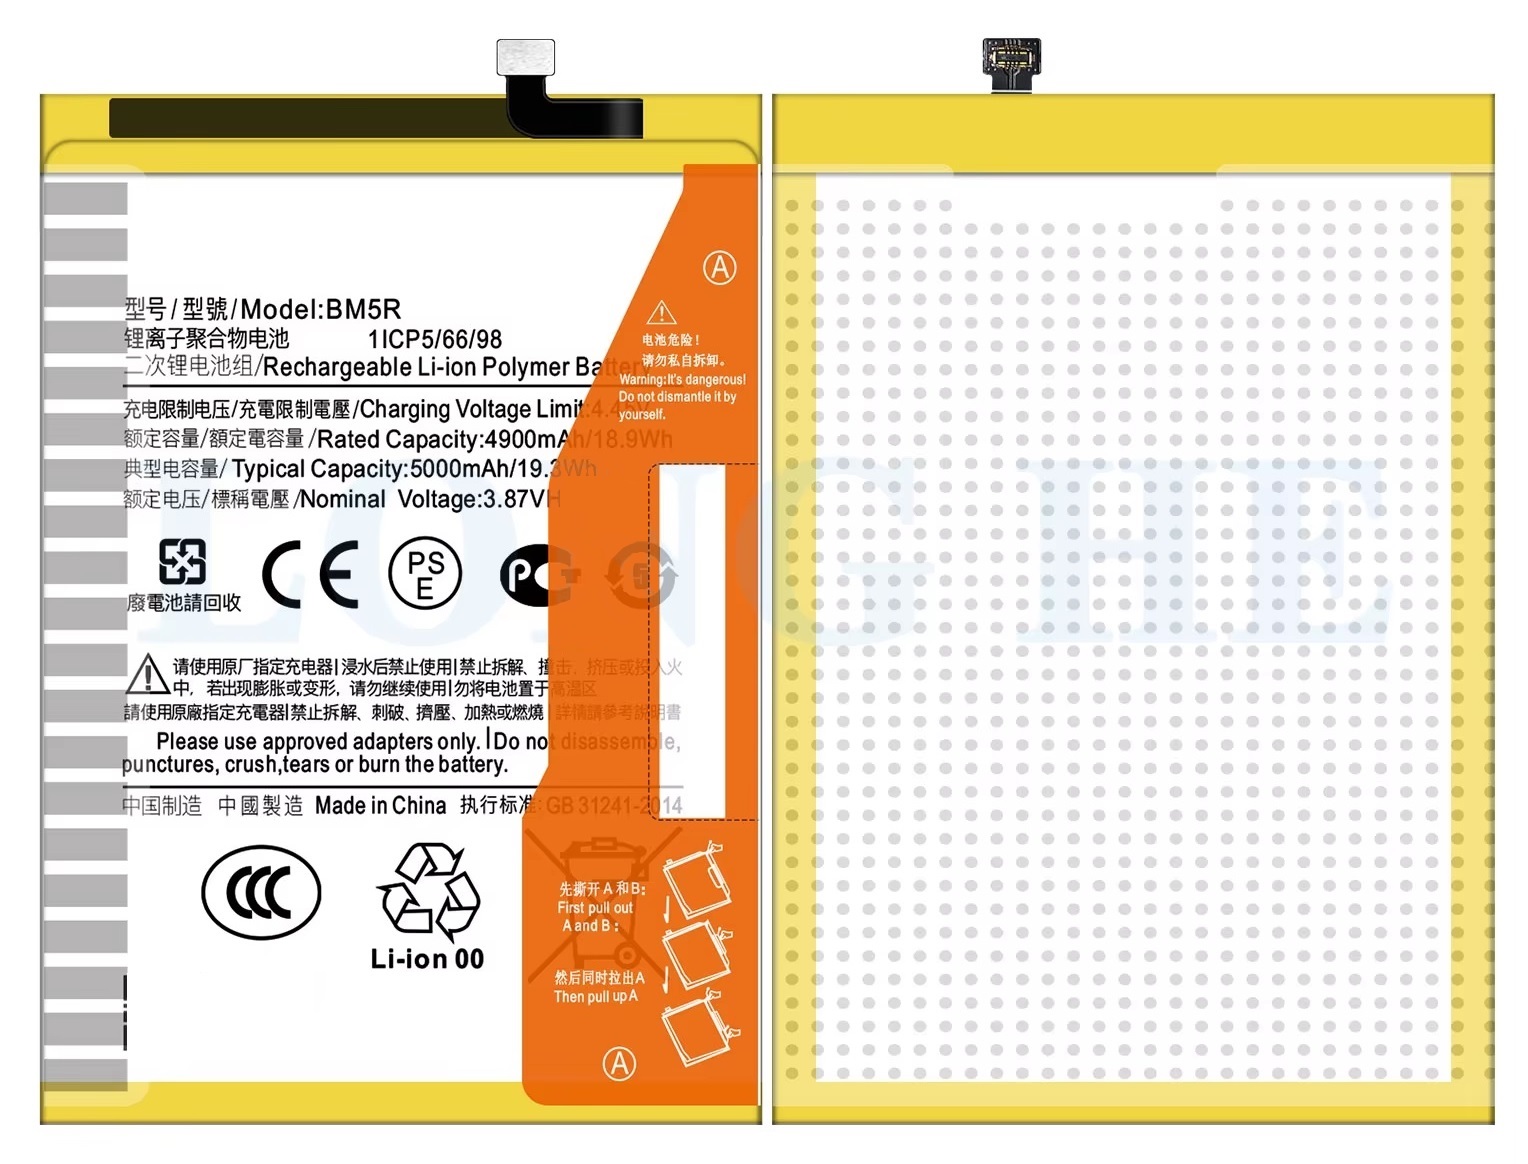 型号/型號/Model:BM5R
锂离子聚合物电池 1ICP5/66/98
二次锂电池组/Rechargeable Li-ion Polymer Battery
充电限制电压/充電限制電壓/Charging Voltage Limit:4.45V
额定容量/額定電容量/Rated Capacity:4900mAh/18.9Wh
典型电容量/Typical Capacity:5000mAh/19.3Wh
额定电压/標稱電壓/Nominal Voltage:3.87VH
CE
PS
E
廢電池請回收
5
请使用原厂指定充电器|浸水后禁止使用|禁止拆解、撞击、挤压或投入火
中，若出现膨胀或变形，请勿继续使用|勿将电池置于高温区
請使用原廠指定充電器|禁止拆解、刺破、擠壓、加熱或燃燒|詳情請參考說明書
Please use approved adapters only.|Do not disassemble,
punctures, crush,tears or burn the battery.
中国制造 中國製造 Made in China 执行标准:GB 31241-2014
CCC
Li-ion 00
A
电池危险！
请勿私自拆卸。
Warning:It's dangerous!
Do not dismantle it by
yourself.
先撕开A和B:
First pull out
A and B :
然后同时拉出A
Then pull up A
A
LONG HE